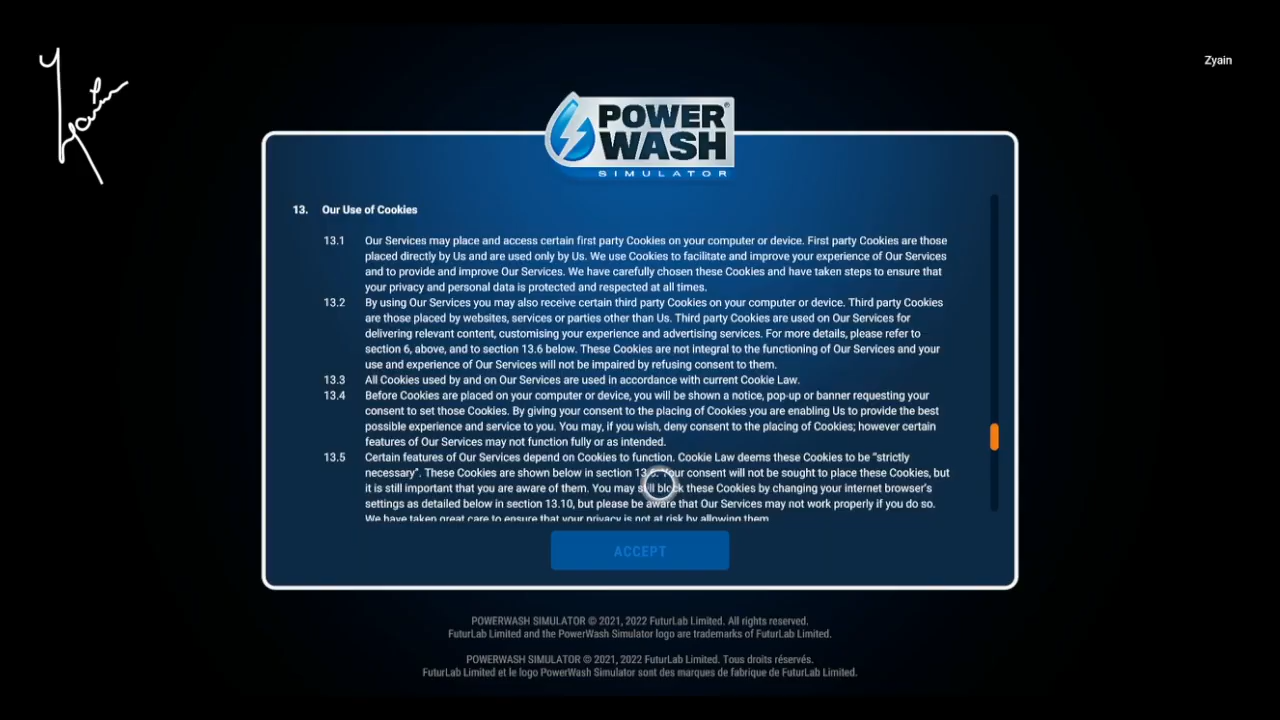 Zyain
POWER
WASH
SIMULATOR
13. Our Use of Cookies
13.1 Our Services may place and access certain first party Cookies on your computer or device. First party Cookies are those
placed directly by Us and are used only by Us. We use Cookies to facilitate and improve your experience of Our Services
and to provide and improve Our Services. We have carefully chosen these Cookies and have taken steps to ensure that
your privacy and personal data is protected and respected at all times.
13.2 By using Our Services you may also receive certain third party Cookies on your computer or device. Third party Cookies
are those placed by websites, services or parties other than Us. Third party Cookies are used on Our Services for
delivering relevant content, customising your experience and advertising services. For more details, please refer to
section 6, above, and to section 13.6 below. These Cookies are not integral to the functioning of Our Services and your
use and experience of Our Services will not be impaired by refusing consent to them.
13.3 All Cookies used by and on Our Services are used in accordance with current Cookie Law.
13.4 Before Cookies are placed on your computer or device, you will be shown a notice, pop-up or banner requesting your
consent to set those Cookies. By giving your consent to the placing of Cookies you are enabling Us to provide the best
possible experience and service to you. You may, if you wish, deny consent to the placing of Cookies; however certain
features of Our Services may not function fully or as intended.
13.5 Certain features of Our Services depend on Cookies to function. Cookie Law deems these Cookies to be "strictly
necessary". These Cookies are shown below in section 13.6. Your consent will not be sought to place these Cookies, but
it is still important that you are aware of them. You may still block these Cookies by changing your internet browser's
settings as detailed below in section 13.10, but please be aware that Our Services may not work properly if you do so.
We have taken great care to ensure that your privacy is not at risk by allowing them.
ACCEPT
POWERWASH SIMULATOR © 2021, 2022 FuturLab Limited. All rights reserved.
FuturLab Limited and the PowerWash Simulator logo are trademarks of FuturLab Limited.
POWERWASH SIMULATOR © 2021, 2022 FuturLab Limited. Tous droits réservés.
FuturLab Limited et le logo PowerWash Simulator sont des marques de fabrique de FuturLab Limited.